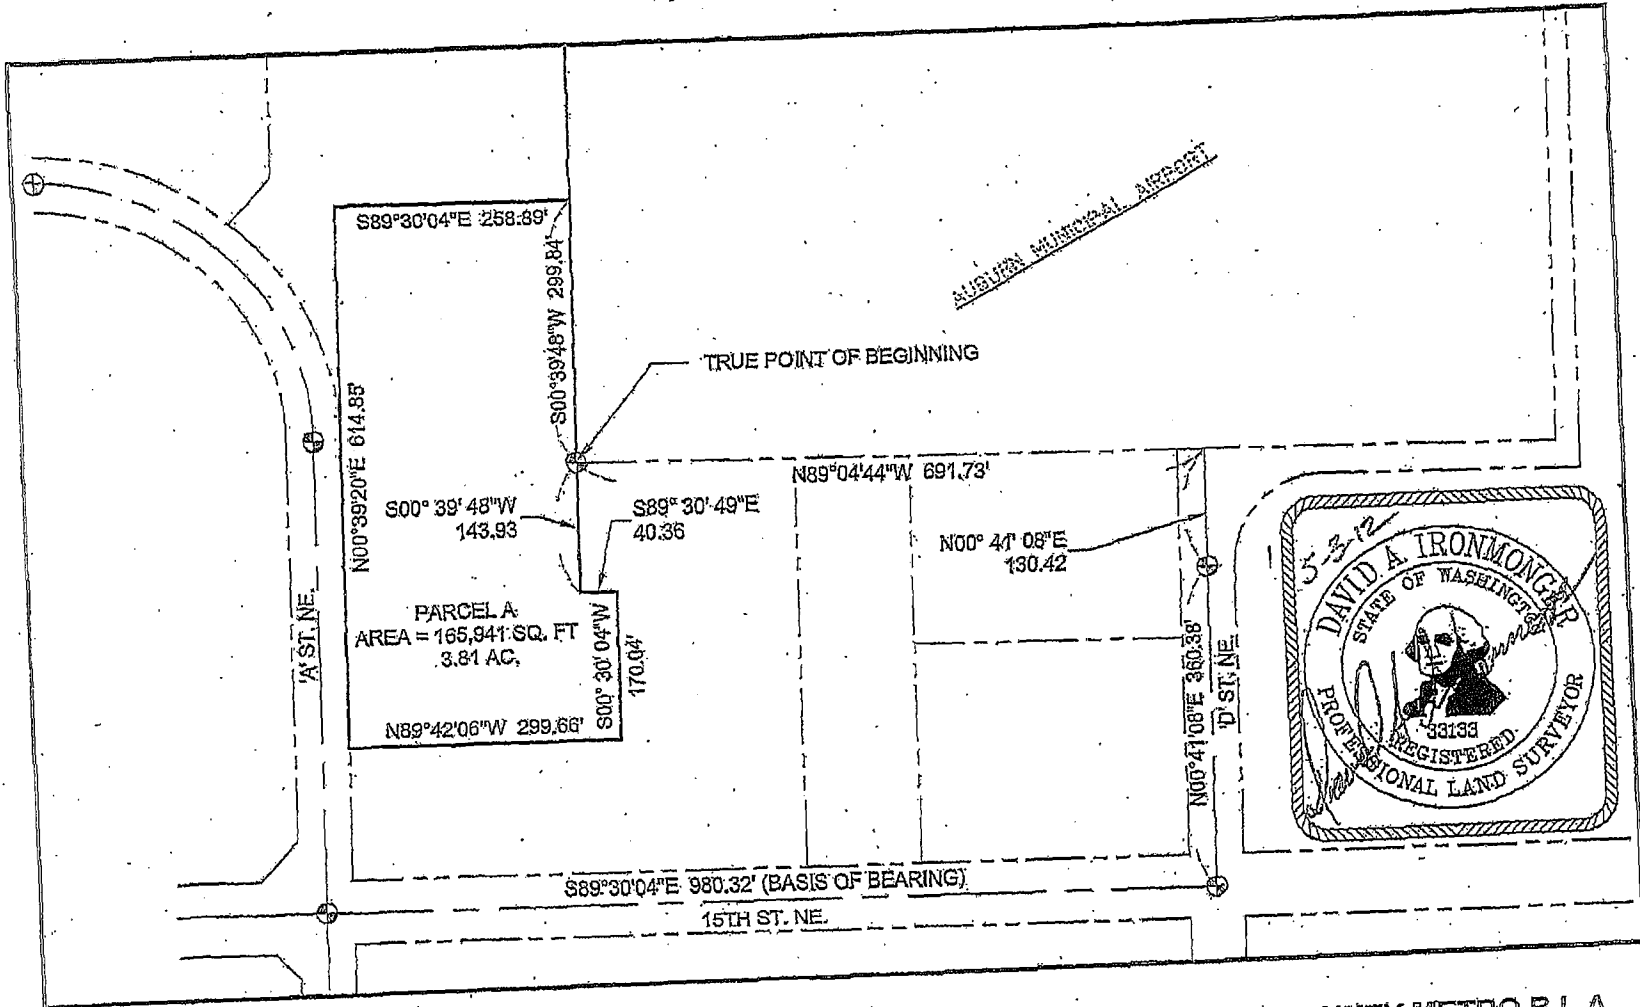 S89°30'04"E 258.89'
S00°39'48"W 299.84'
AUBURN MUNICIPAL AIRPORT
TRUE POINT OF BEGINNING
N00°39'20"E 614.85'
N89°04'44"W 691.73'
S00° 39' 48"W
143.93
S89° 30' 49"E
40.36
N00° 41' 08"E
130.42
PARCEL A
AREA = 165,941 SQ. FT
3.81 AC,
S00° 30' 04"W
170.04'
'A' ST. NE.
N89°42'06"W 299.66'
N00°41'08"E 360.38'
'D' ST. NE.
5-3-12
DAVID A. IRONMONGER
STATE OF WASHINGTON
33133
REGISTERED
PROFESSIONAL LAND SURVEYOR
S89°30'04"E 980.32' (BASIS OF BEARING)
15TH ST. NE.
METRO B.L.A.